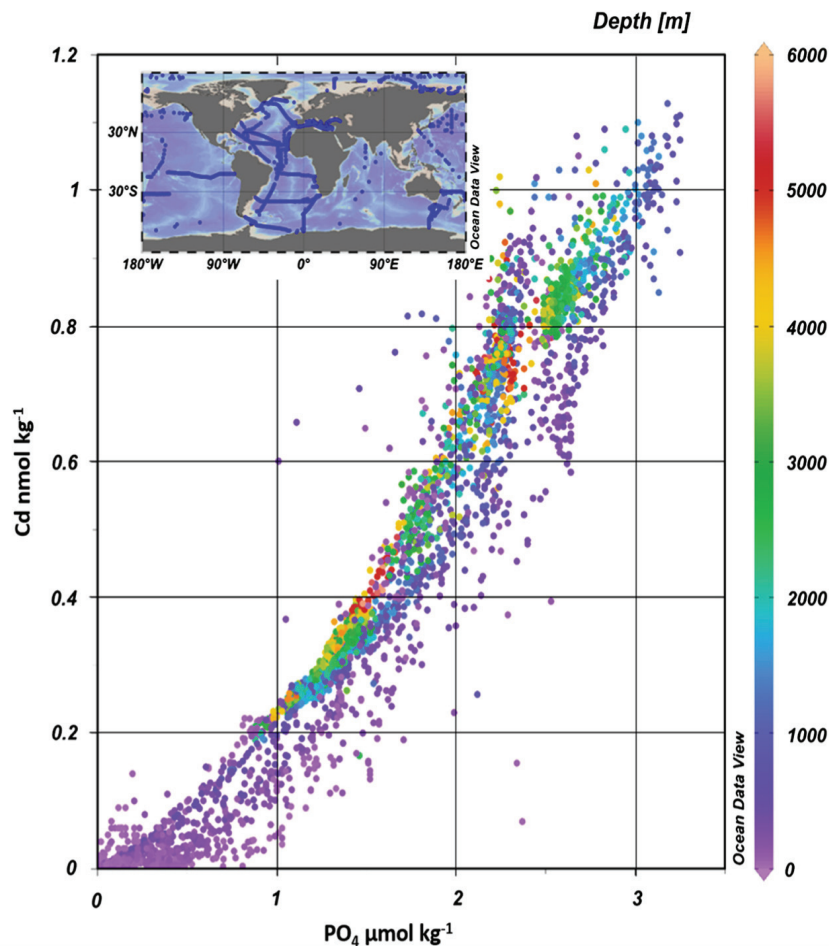 Depth [m]
1.2
1
0.8
0.6
0.4
0.2
0
Cd nmol kg⁻¹
30°N
30°S
180°W
90°W
0°
90°E
180°E
Ocean Data View
6000
5000
4000
3000
2000
1000
0
Ocean Data View
0
1
2
3
PO₄ µmol kg⁻¹